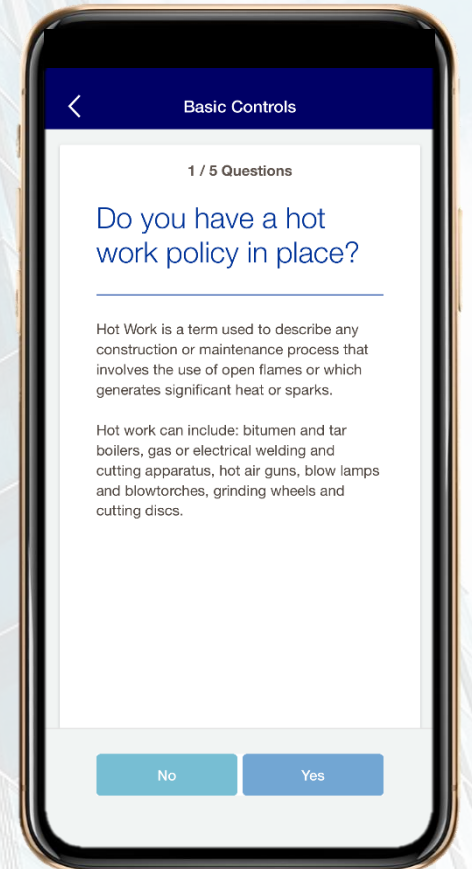 Basic Controls
1 / 5 Questions
Do you have a hot
work policy in place?
Hot Work is a term used to describe any
construction or maintenance process that
involves the use of open flames or which
generates significant heat or sparks.
Hot work can include: bitumen and tar
boilers, gas or electrical welding and
cutting apparatus, hot air guns, blow lamps
and blowtorches, grinding wheels and
cutting discs.
No
Yes